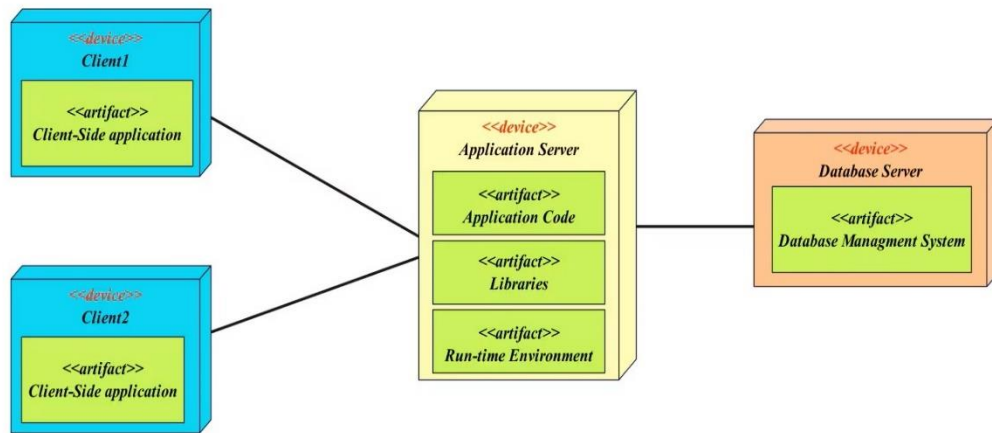 <<device>>
Client1
<<artifact>>
Client-Side application
<<device>>
Client2
<<artifact>>
Client-Side application
<<device>>
Application Server
<<artifact>>
Application Code
<<artifact>>
Libraries
<<artifact>>
Run-time Environment
<<device>>
Database Server
<<artifact>>
Database Managment System